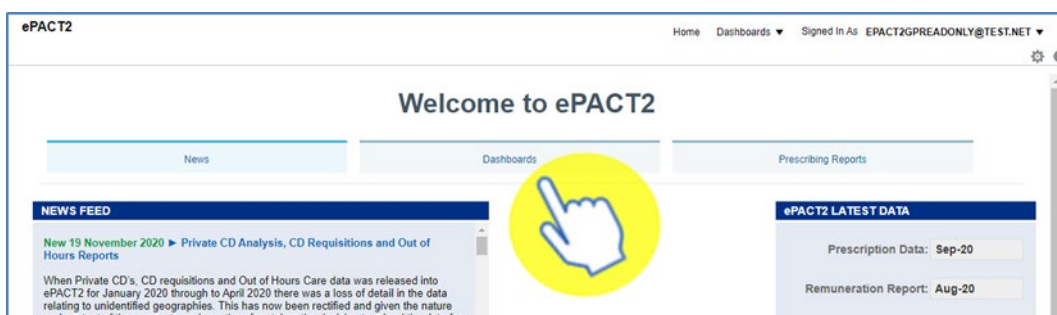 ePACT2
Home Dashboards ▼ Signed In As EPACT2GPREADONLY@TEST.NET ▼
Welcome to ePACT2
News Dashboards Prescribing Reports
NEWS FEED
New 19 November 2020 ► Private CD Analysis, CD Requisitions and Out of
Hours Reports
When Private CD's, CD requisitions and Out of Hours Care data was released into
ePACT2 for January 2020 through to April 2020 there was a loss of detail in the data
relating to unidentified geographies. This has now been rectified and given the nature
ePACT2 LATEST DATA
Prescription Data: Sep-20
Remuneration Report: Aug-20